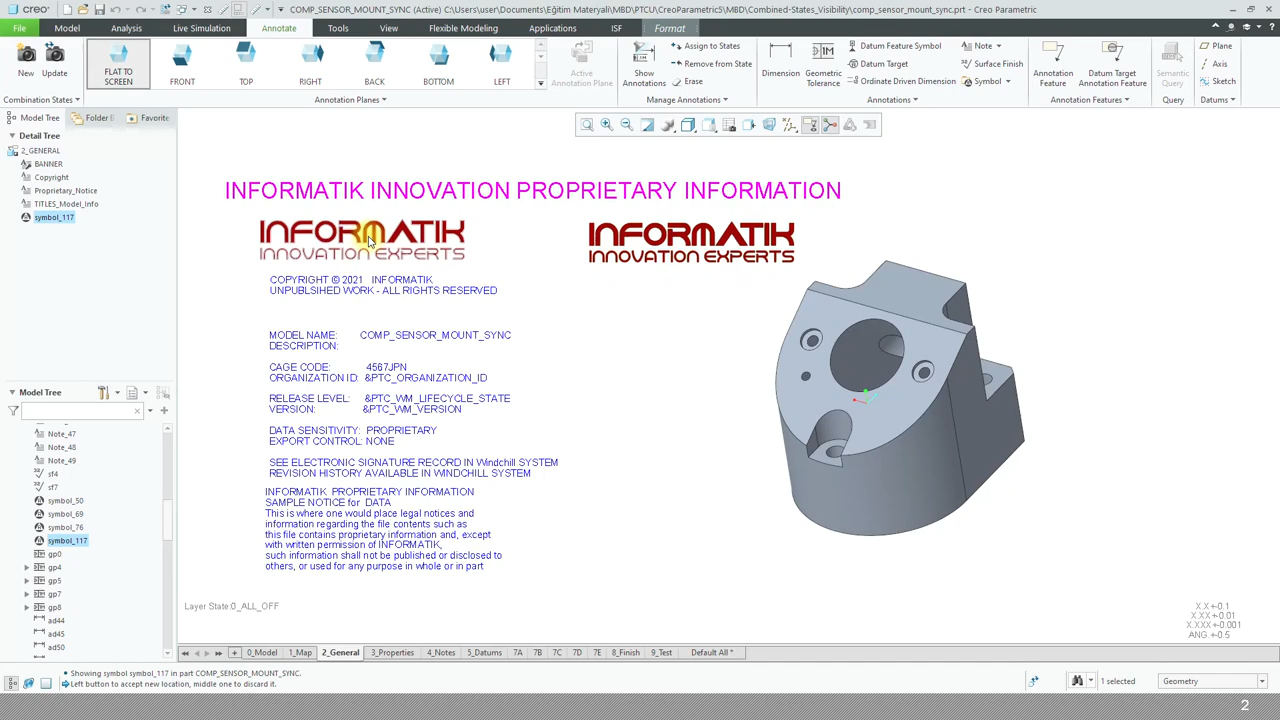 COMP_SENSOR_MOUNT_SYNC (Active) C:\Users\user\Documents\Eğitim Materyali\MBD\PTCU\CreoParametric5\MBD\Combined-States_Visibility\comp_sensor_mount_sync.prt - Creo Parametric
creo
File Model Analysis Live Simulation Annotate Tools View Flexible Modeling Applications ISF Format
New Update FLAT TO SCREEN FRONT TOP RIGHT BACK BOTTOM LEFT Active Annotation Plane Show Annotations Assign to States Remove from State Erase Dimension Geometric Tolerance Datum Feature Symbol Datum Target Ordinate Driven Dimension Note Surface Finish Symbol Annotation Feature Datum Target Annotation Feature Semantic Query Plane Axis Sketch
Combination States Annotation Planes Manage Annotations Annotations Annotation Features Query Datums
Model Tree Folder B Favorite
Detail Tree
2_GENERAL
BANNER
Copyright
Proprietary_Notice
TITLES_Model_Info
symbol_117
INFORMATIK INNOVATION PROPRIETARY INFORMATION
INFORMATIK
INNOVATION EXPERTS
INFORMATIK
INNOVATION EXPERTS
COPYRIGHT © 2021 INFORMATIK
UNPUBLSIHED WORK - ALL RIGHTS RESERVED
MODEL NAME: COMP_SENSOR_MOUNT_SYNC
DESCRIPTION:
CAGE CODE: 4567JPN
ORGANIZATION ID: &PTC_ORGANIZATION_ID
RELEASE LEVEL: &PTC_WM_LIFECYCLE_STATE
VERSION: &PTC_WM_VERSION
DATA SENSITIVITY: PROPRIETARY
EXPORT CONTROL: NONE
SEE ELECTRONIC SIGNATURE RECORD IN Windchill SYSTEM
REVISION HISTORY AVAILABLE IN WINDCHILL SYSTEM
INFORMATIK PROPRIETARY INFORMATION
SAMPLE NOTICE for DATA
This is where one would place legal notices and
information regarding the file contents such as
this file contains proprietary information and, except
with written permission of INFORMATIK,
such information shall not be published or disclosed to
others, or used for any purpose in whole or in part
Model Tree
Note_47
Note_48
Note_49
sf4
sf7
symbol_50
symbol_69
symbol_76
symbol_117
gp0
gp4
gp5
gp7
gp8
ad44
ad45
ad50
Layer State:0_ALL_OFF
X.X +-0.1
X.XX +-0.01
X.XXX +-0.001
ANG. +-0.5
0_Model 1_Map 2_General 3_Properties 4_Notes 5_Datums 7A 7B 7C 7D 7E 8_Finish 9_Test Default All *
Showing symbol symbol_117 in part COMP_SENSOR_MOUNT_SYNC.
Left button to accept new location, middle one to discard it.
1 selected Geometry
2